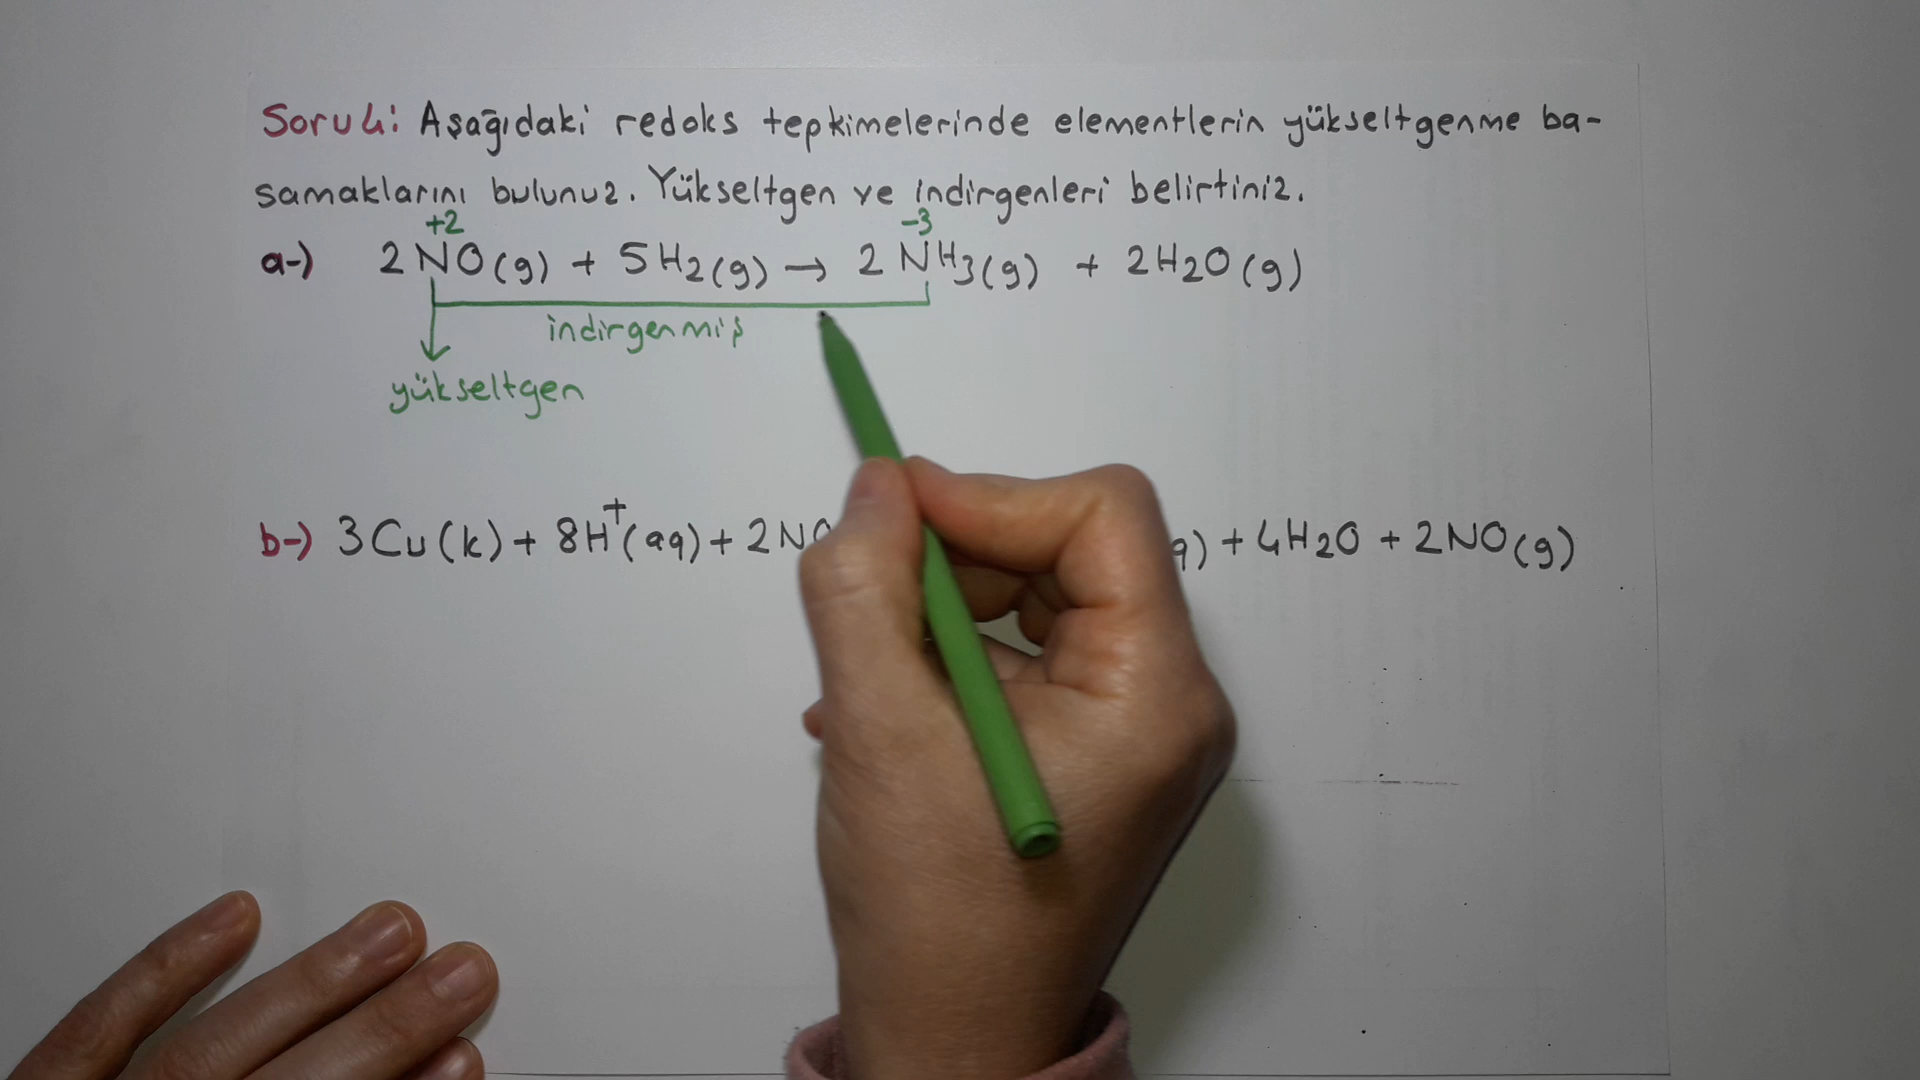 Soru 4: Aşağıdaki redoks tepkimelerinde elementlerin yükseltgenme ba-
samaklarını bulunuz. Yükseltgen ve indirgenleri belirtiniz.
+2 -3
a-) 2NO(g) + 5H2(g) → 2NH3(g) + 2H2O(g)
indirgenmiş
yükseltgen
b-) 3Cu(k) + 8H+(aq) + 2NO q) + 4H2O + 2NO(g)